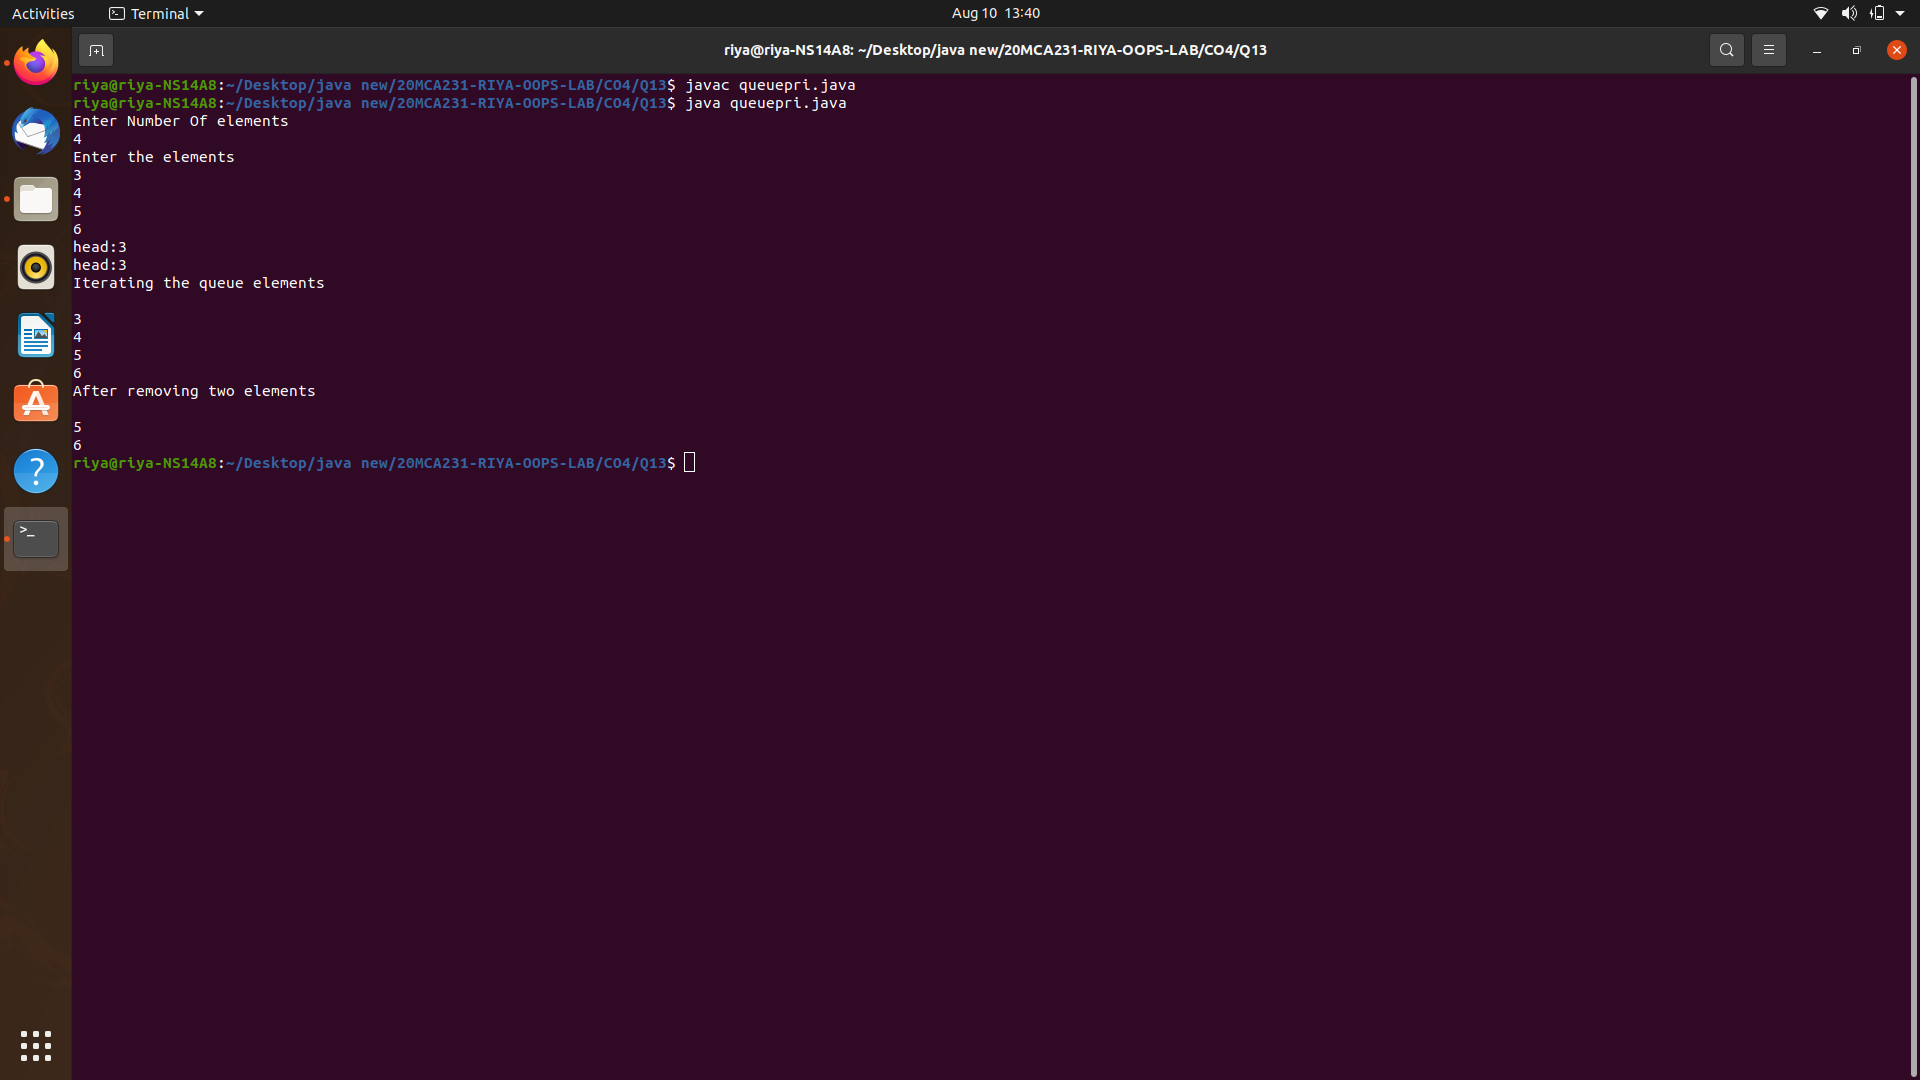 Activities
Terminal
Aug 10 13:40
riya@riya-NS14A8: ~/Desktop/java new/20MCA231-RIYA-OOPS-LAB/CO4/Q13
riya@riya-NS14A8:~/Desktop/java new/20MCA231-RIYA-OOPS-LAB/CO4/Q13$ javac queuepri.java
riya@riya-NS14A8:~/Desktop/java new/20MCA231-RIYA-OOPS-LAB/CO4/Q13$ java queuepri.java
Enter Number Of elements
4
Enter the elements
3
4
5
6
head:3
head:3
Iterating the queue elements
3
4
5
6
After removing two elements
5
6
riya@riya-NS14A8:~/Desktop/java new/20MCA231-RIYA-OOPS-LAB/CO4/Q13$